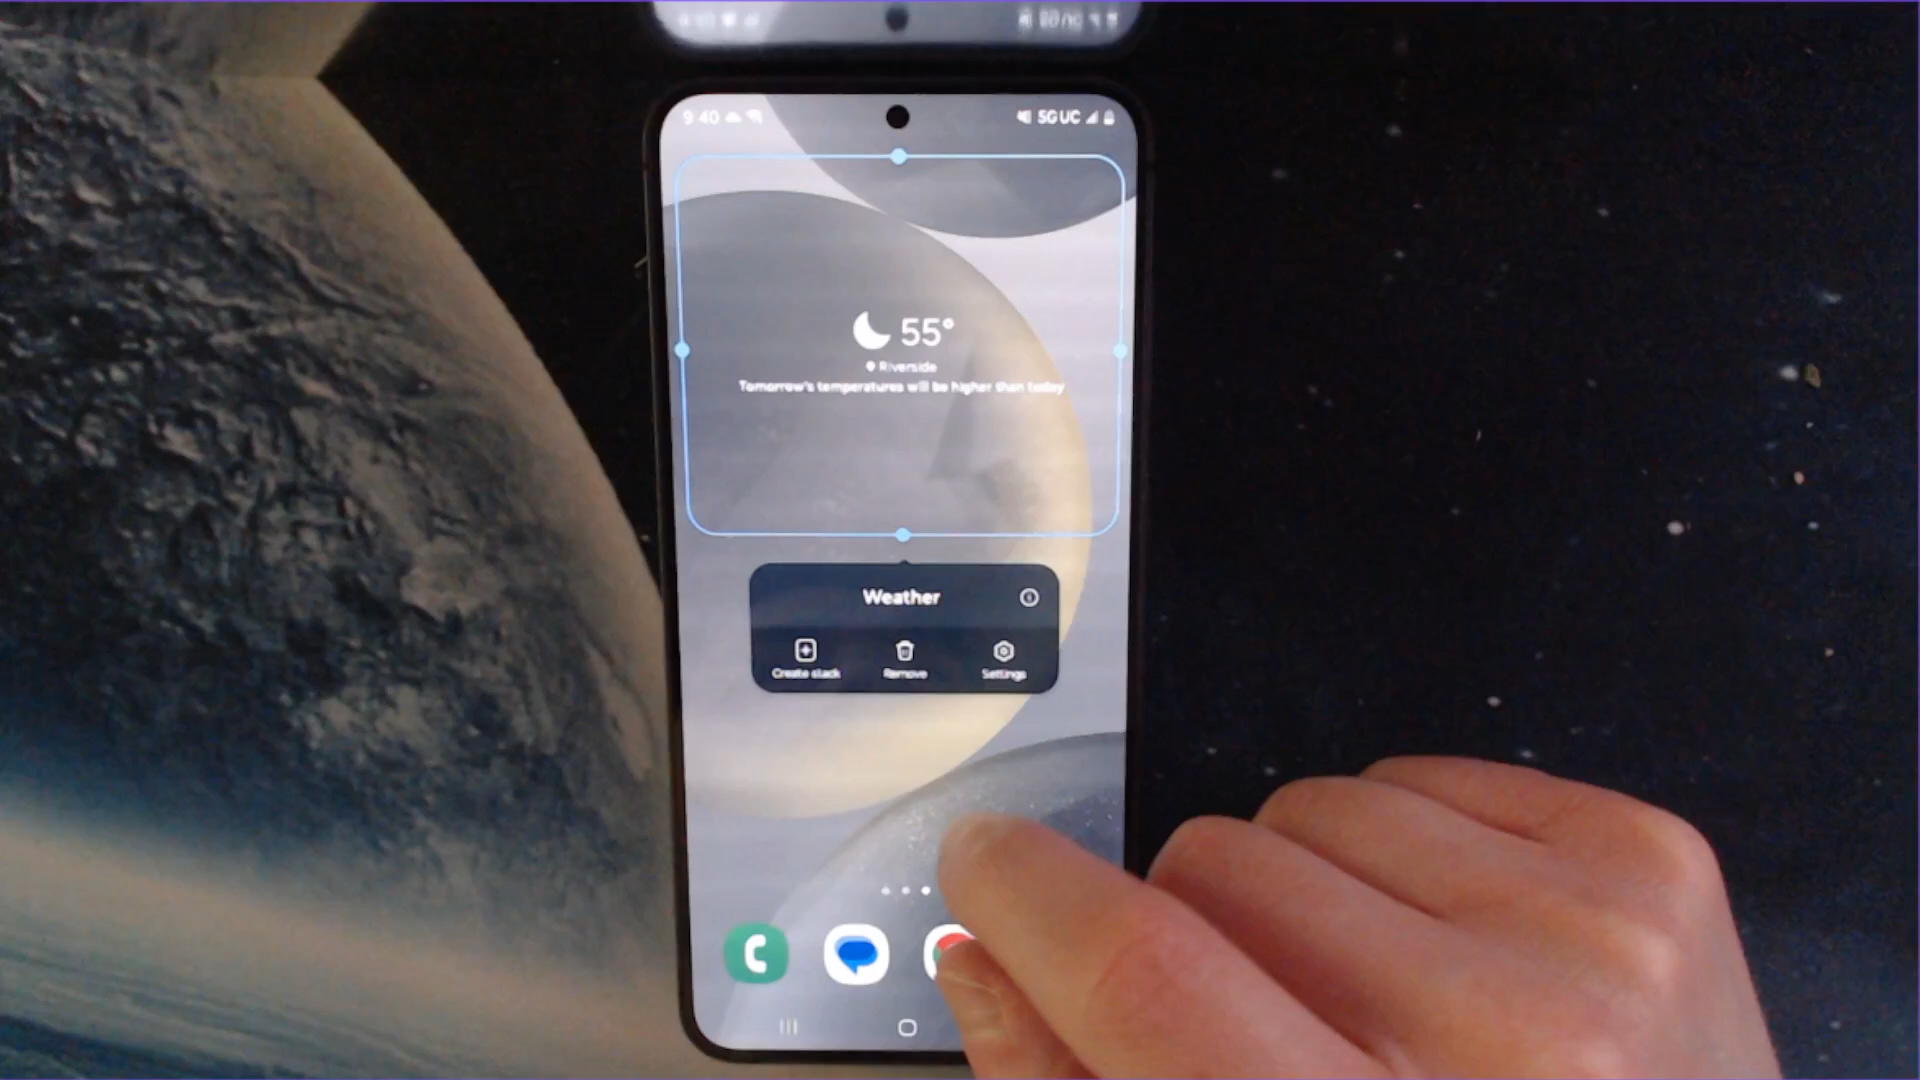 9:40
5G UC
55°
Riverside
Tomorrow's temperatures will be higher than today
Weather
Create stack
Remove
Settings